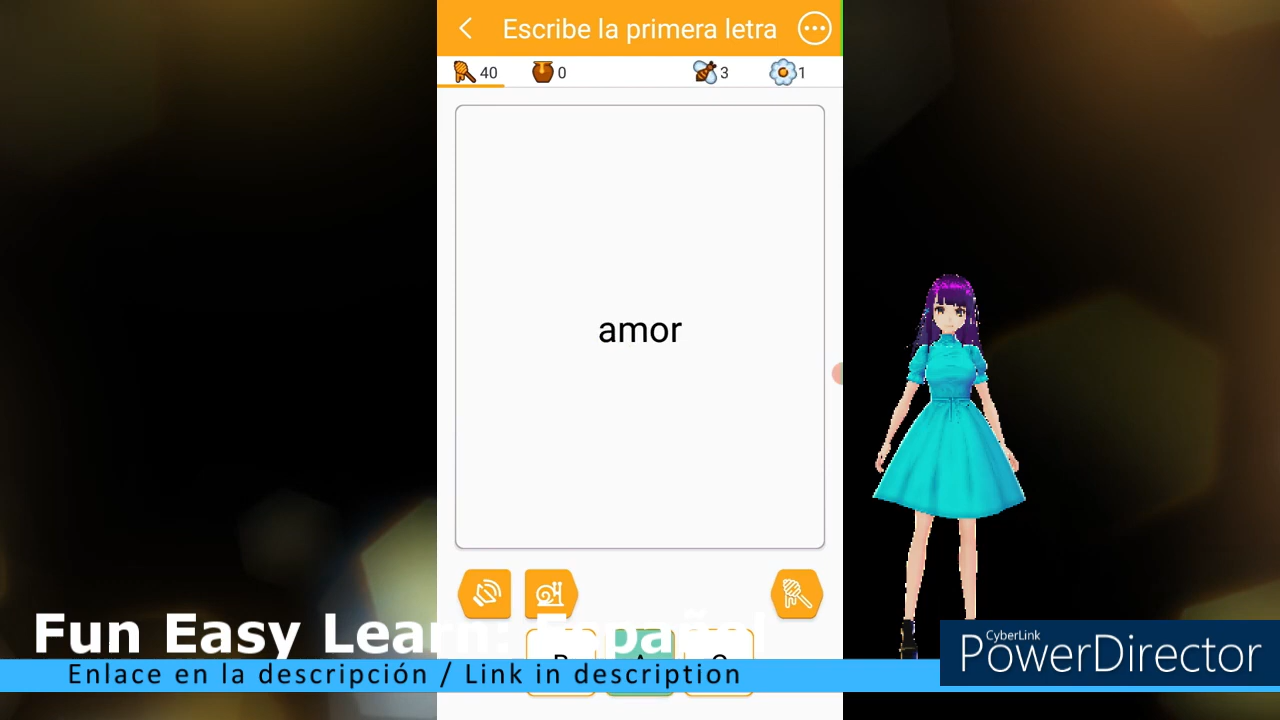 Escribe la primera letra
40
0
3
1
amor
Fun Easy Learn: Español
Enlace en la descripción / Link in description
CyberLink
PowerDirector